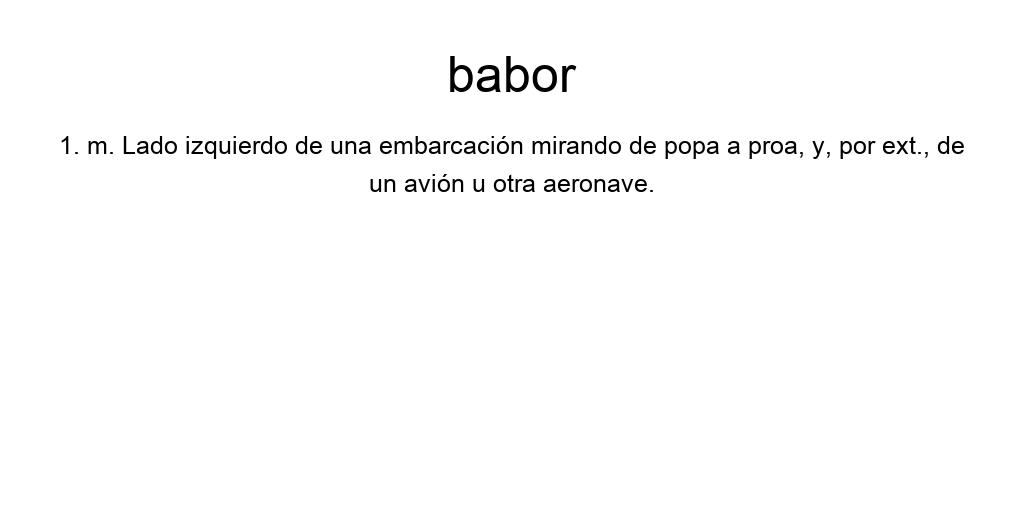 babor
1. m. Lado izquierdo de una embarcación mirando de popa a proa, y, por ext., de
un avión u otra aeronave.